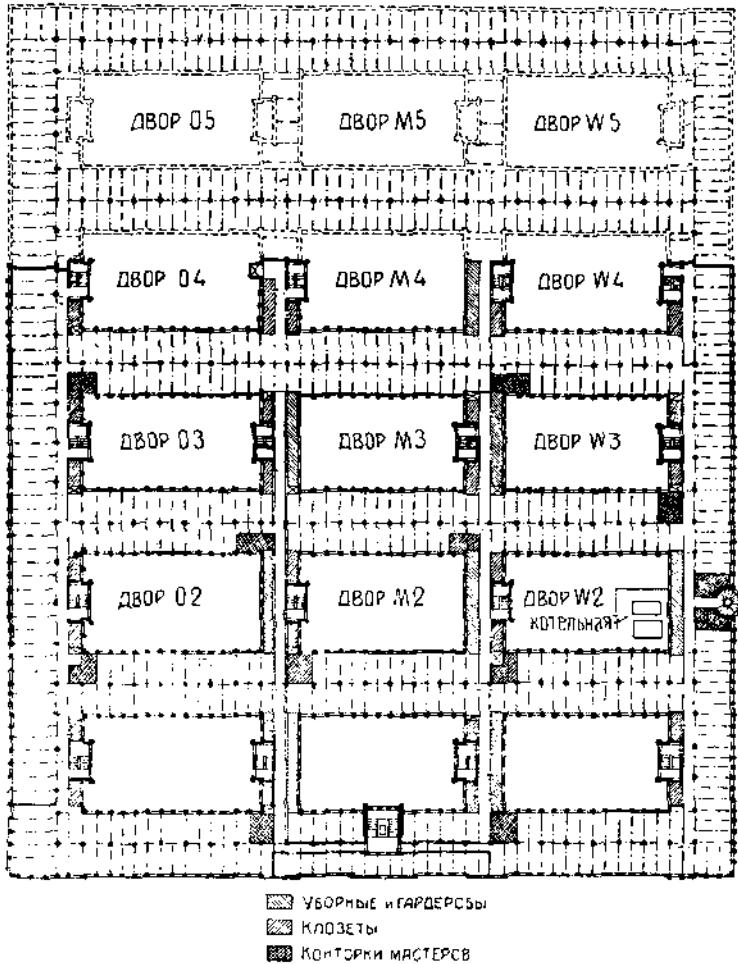 ДВОР О5 ДВОР М5 ДВОР W5
ДВОР О4 ДВОР М4 ДВОР W4
ДВОР О3 ДВОР М3 ДВОР W3
ДВОР О2 ДВОР М2 ДВОР W2
КОТЕЛЬНАЯ
УБОРНЫЕ И ГАРДЕРОБЫ
КЛОЗЕТЫ
КОНТОРКИ МАСТЕРОВ